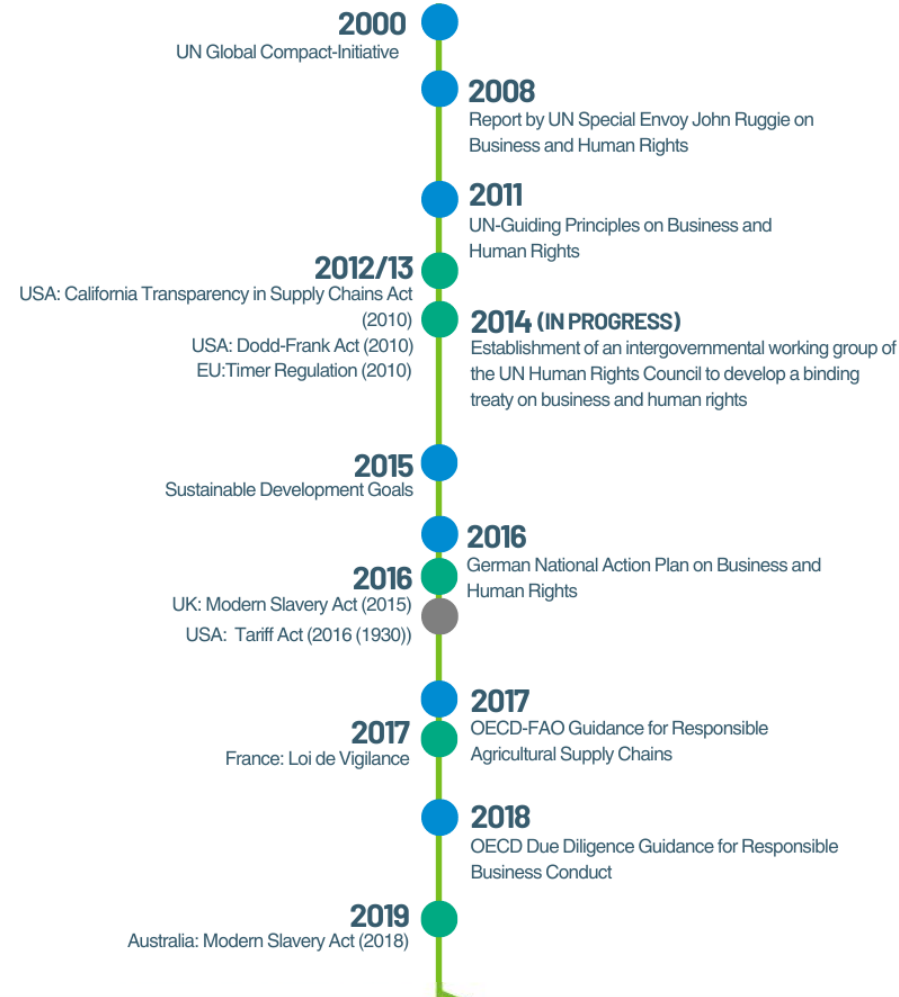 2000
UN Global Compact-Initiative
2008
Report by UN Special Envoy John Ruggie on
Business and Human Rights
2011
UN-Guiding Principles on Business and
Human Rights
2012/13
USA: California Transparency in Supply Chains Act
(2010)
USA: Dodd-Frank Act (2010)
EU:Timer Regulation (2010)
2014 (IN PROGRESS)
Establishment of an intergovernmental working group of
the UN Human Rights Council to develop a binding
treaty on business and human rights
2015
Sustainable Development Goals
2016
German National Action Plan on Business and
Human Rights
2016
UK: Modern Slavery Act (2015)
USA: Tariff Act (2016 (1930))
2017
OECD-FAO Guidance for Responsible
Agricultural Supply Chains
2017
France: Loi de Vigilance
2018
OECD Due Diligence Guidance for Responsible
Business Conduct
2019
Australia: Modern Slavery Act (2018)